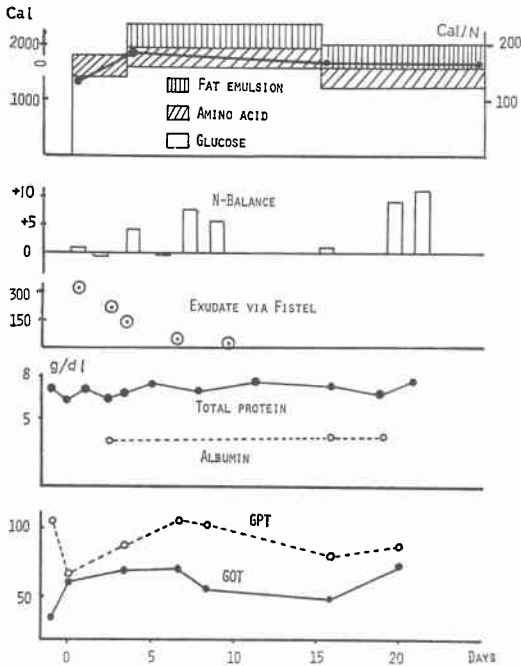 Cal
Cal/N
2000
200
0
1000
100
FAT EMULSION
AMINO ACID
GLUCOSE
+10
N-BALANCE
+5
0
300
EXUDATE VIA FISTEL
150
g/dl
8
TOTAL PROTEIN
5
ALBUMIN
100
GPT
GOT
50
0 5 10 15 20 DAYS